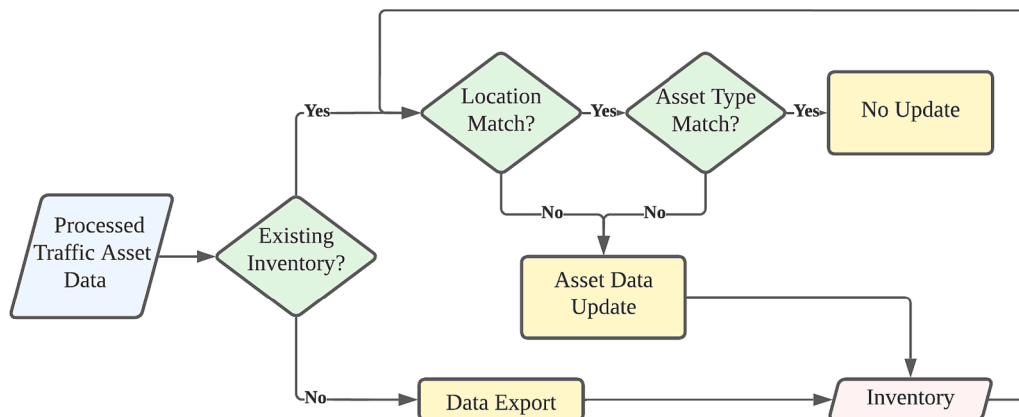 Location
Match?
Asset Type
Match?
No Update
Yes
Yes
Yes
Processed
Traffic Asset
Data
Existing
Inventory?
No
No
Asset Data
Update
No
Data Export
Inventory